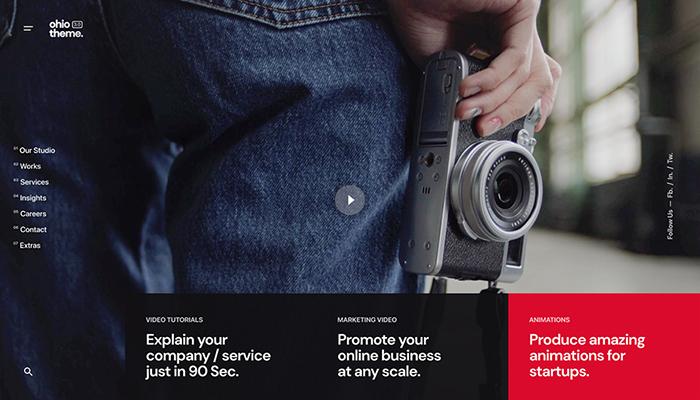 ohio 3.0
theme.
01 Our Studio
02 Works
03 Services
04 Insights
05 Careers
06 Contact
07 Extras
Follow Us — Fb. / In. / Tw.
VIDEO TUTORIALS
Explain your
company / service
just in 90 Sec.
MARKETING VIDEO
Promote your
online business
at any scale.
ANIMATIONS
Produce amazing
animations for
startups.